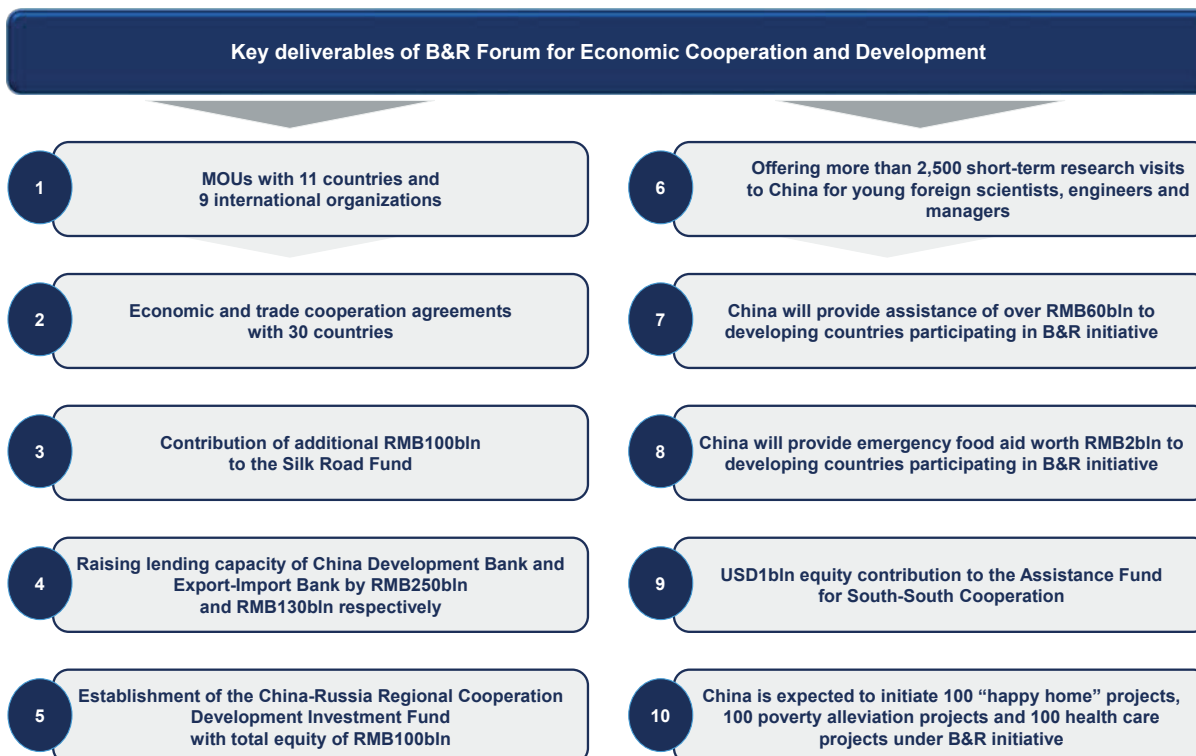 Key deliverables of B&R Forum for Economic Cooperation and Development
1
MOUs with 11 countries and
9 international organizations
2
Economic and trade cooperation agreements
with 30 countries
3
Contribution of additional RMB100bln
to the Silk Road Fund
4
Raising lending capacity of China Development Bank and
Export-Import Bank by RMB250bln
and RMB130bln respectively
5
Establishment of the China-Russia Regional Cooperation
Development Investment Fund
with total equity of RMB100bln
6
Offering more than 2,500 short-term research visits
to China for young foreign scientists, engineers and
managers
7
China will provide assistance of over RMB60bln to
developing countries participating in B&R initiative
8
China will provide emergency food aid worth RMB2bln to
developing countries participating in B&R initiative
9
USD1bln equity contribution to the Assistance Fund
for South-South Cooperation
10
China is expected to initiate 100 “happy home” projects,
100 poverty alleviation projects and 100 health care
projects under B&R initiative